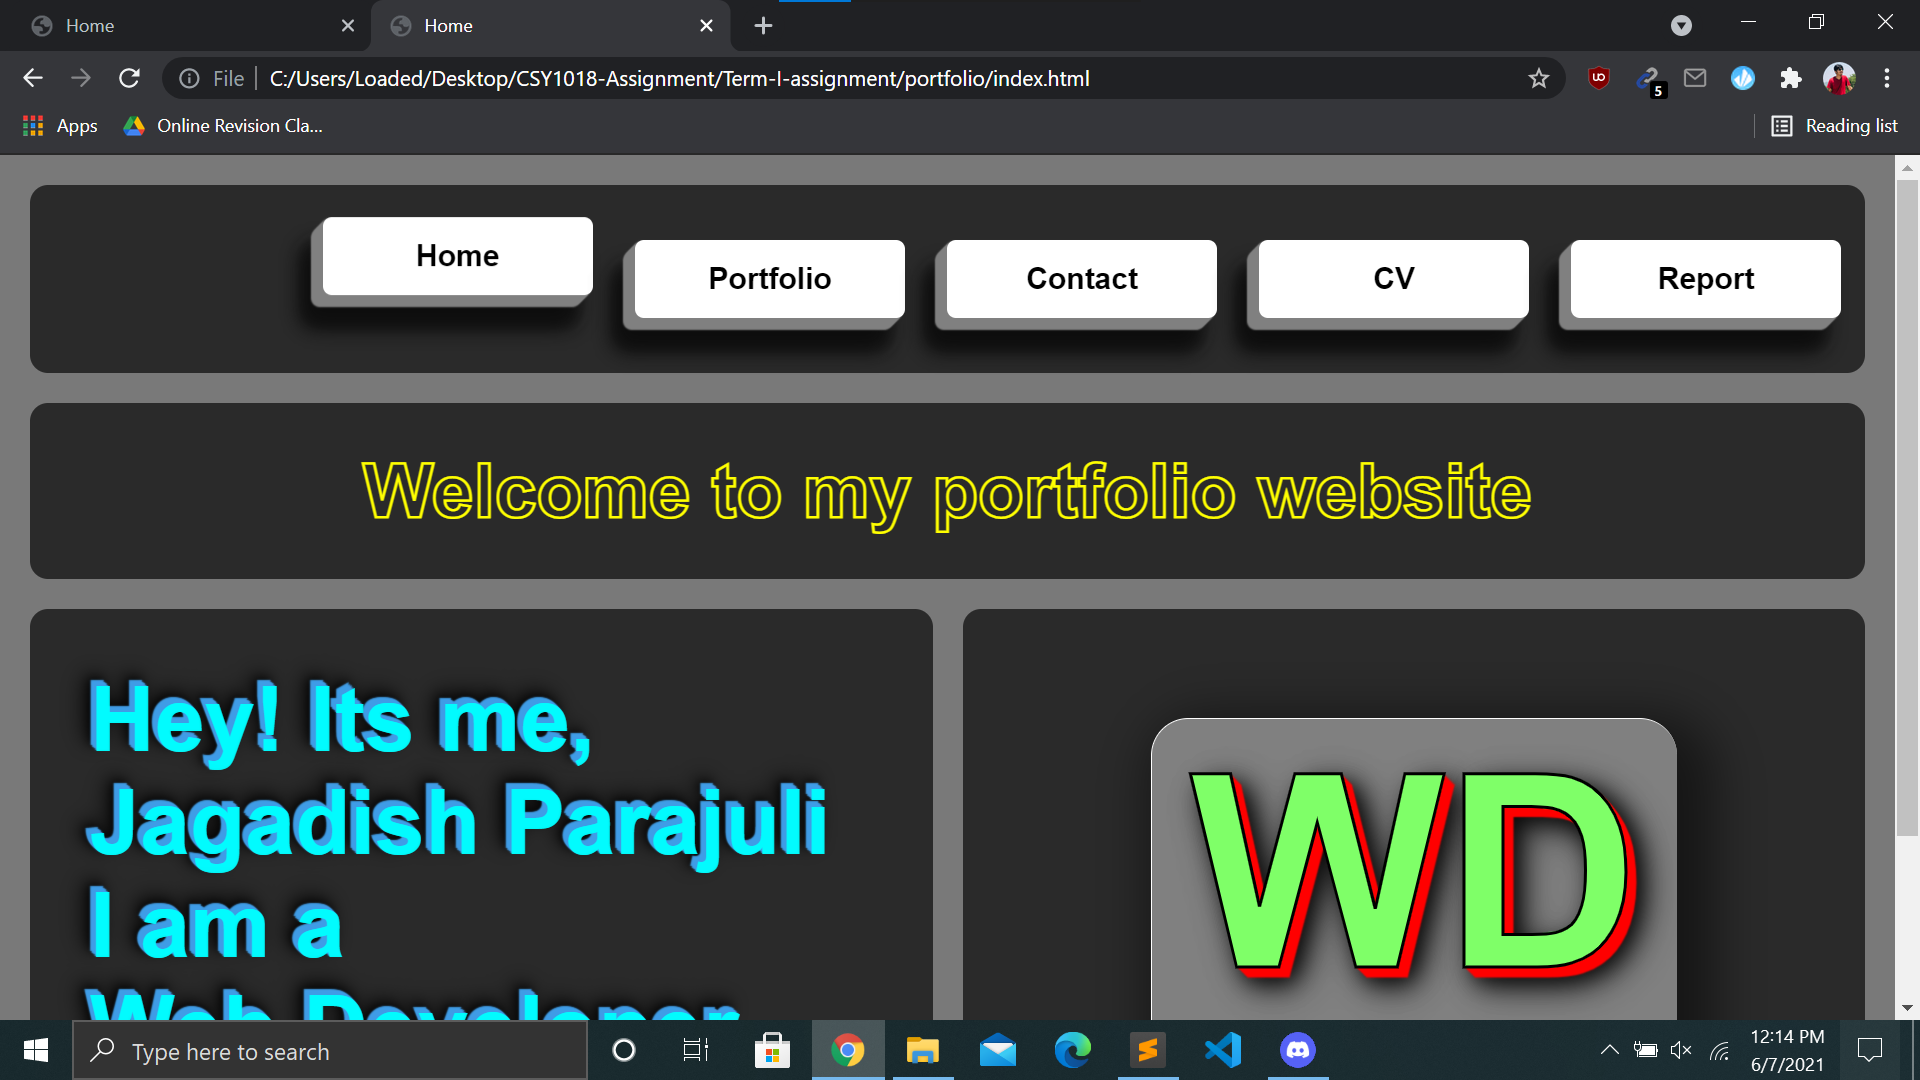 Home
Home
File
C:/Users/Loaded/Desktop/CSY1018-Assignment/Term-I-assignment/portfolio/index.html
5
Apps
Online Revision Cla...
Reading list
Home
Portfolio
Contact
CV
Report
Welcome to my portfolio website
Hey! Its me,
Jagadish Parajuli
I am a
Web Developer
WD
Type here to search
12:14 PM
6/7/2021